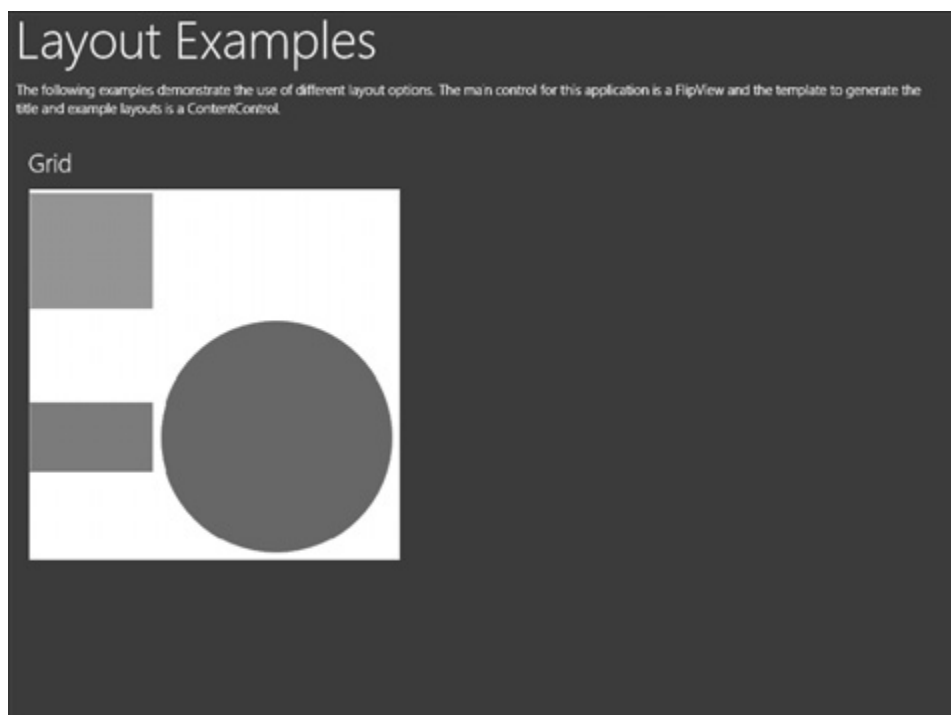 Layout Examples
The following examples demonstrate the use of different layout options. The main control for this application is a FlipView and the template to generate the
title and example layouts is a ContentControl.
Grid